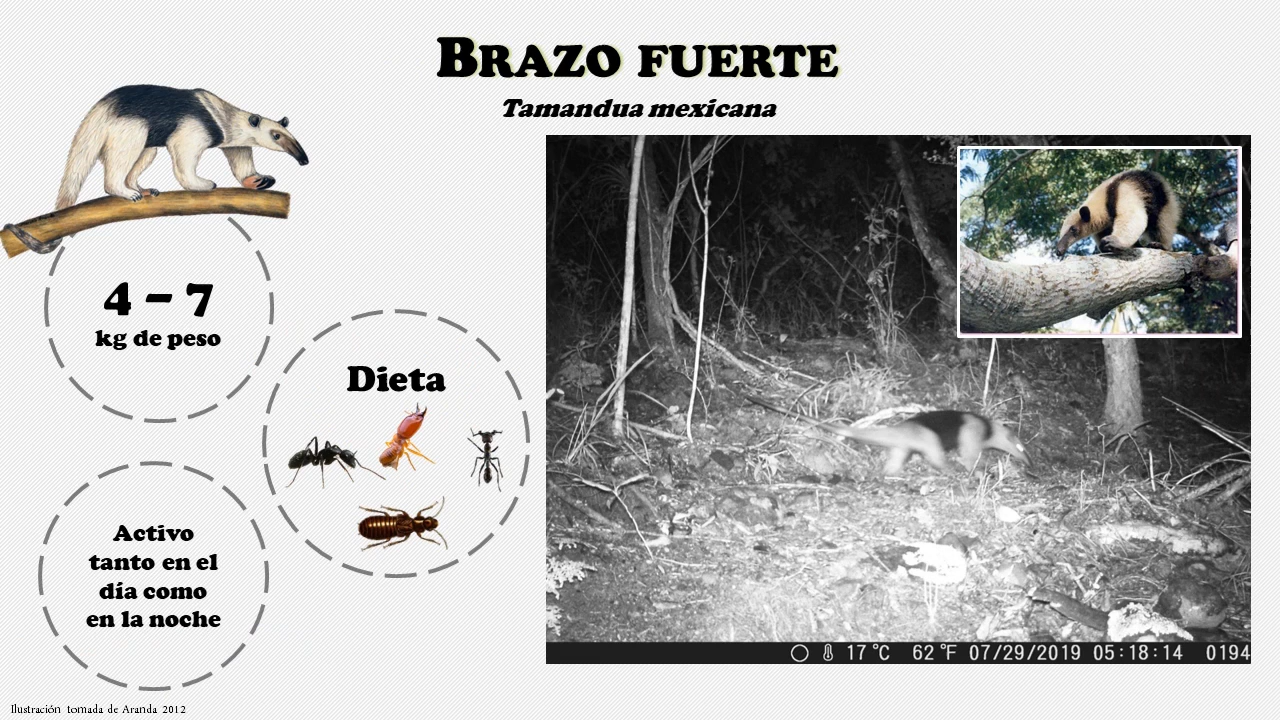 BRAZO FUERTE
Tamandua mexicana
4 – 7
kg de peso
Dieta
Activo
tanto en el
día como
en la noche
17 °C 62 °F 07/29/2019 05:18:14 0194
Ilustración tomada de Aranda 2012